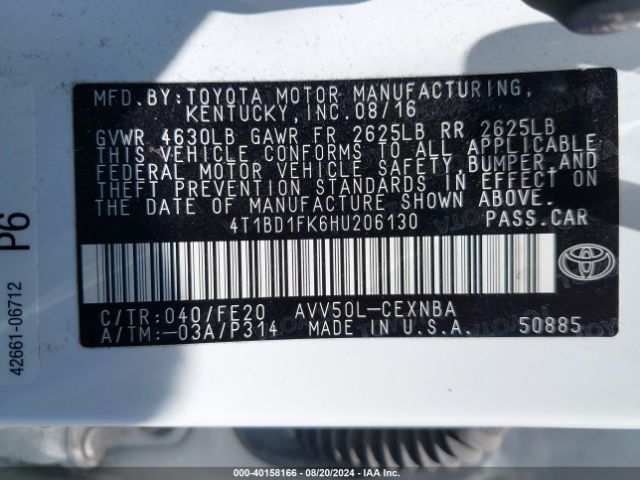 MFD. BY: TOYOTA MOTOR MANUFACTURING,
KENTUCKY, INC. 08/16
GVWR 4630LB GAWR FR 2625LB RR 2625LB
THIS VEHICLE CONFORMS TO ALL APPLICABLE
FEDERAL MOTOR VEHICLE SAFETY, BUMPER, AND
THEFT PREVENTION STANDARDS IN EFFECT ON
THE DATE OF MANUFACTURE SHOWN ABOVE.
4T1BD1FK6HU206130 PASS. CAR
C/TR: 040/FE20 AVV50L-CEXNBA
A/TM: -03A/P314 MADE IN U.S.A. 50885
42661-06712 P6
000-40158166 - 08/20/2024 - IAA Inc.